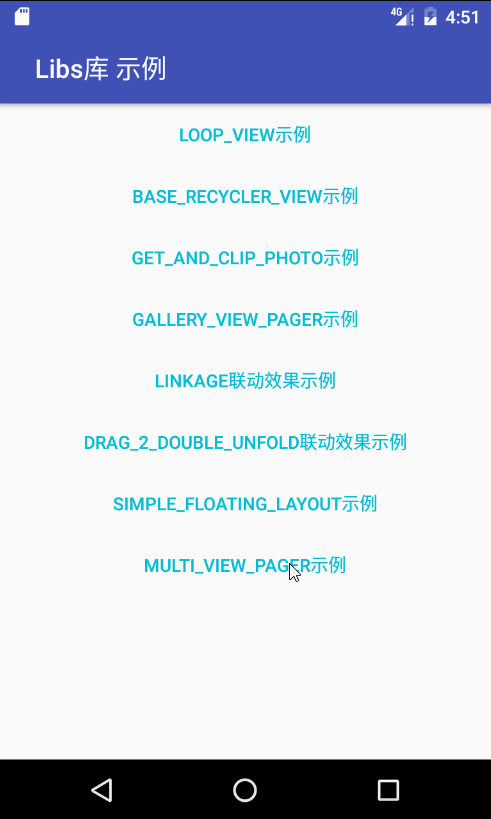 4G 4:51
Libs库 示例
LOOP_VIEW示例
BASE_RECYCLER_VIEW示例
GET_AND_CLIP_PHOTO示例
GALLERY_VIEW_PAGER示例
LINKAGE联动效果示例
DRAG_2_DOUBLE_UNFOLD联动效果示例
SIMPLE_FLOATING_LAYOUT示例
MULTI_VIEW_PAGER示例